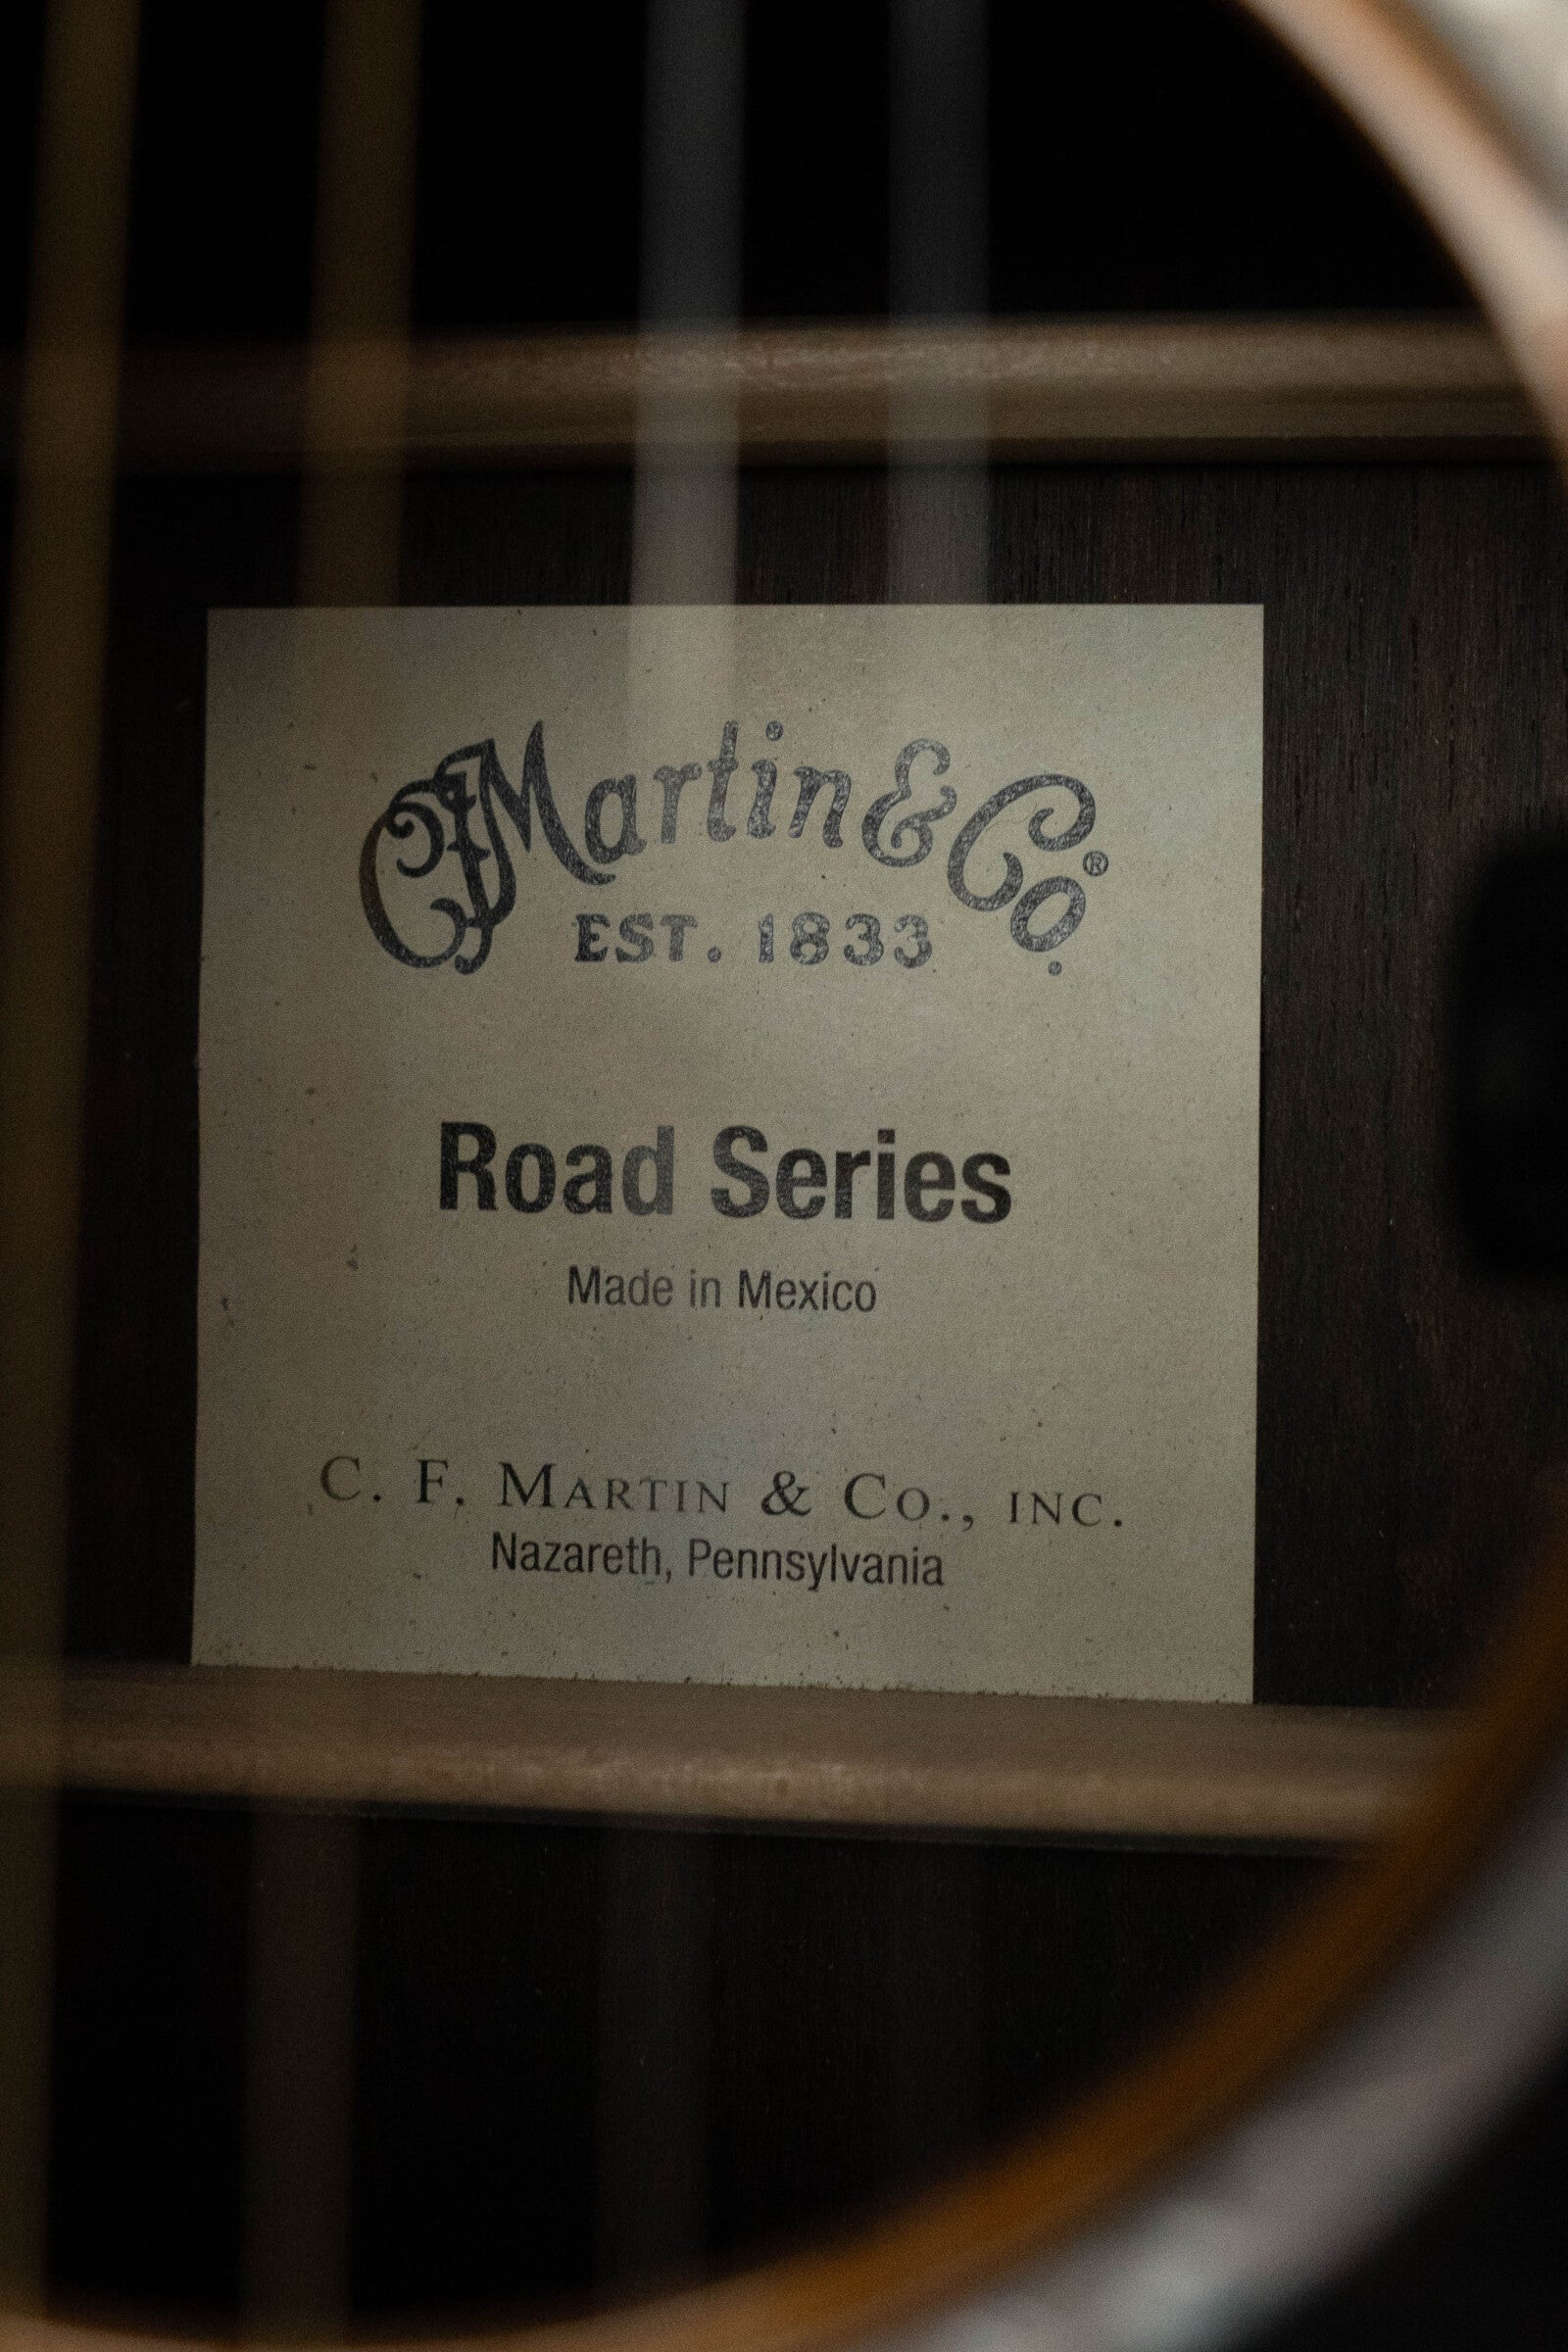 CFMartin & Co.®
EST. 1833
Road Series
Made in Mexico
C. F. MARTIN & CO., INC.
Nazareth, Pennsylvania